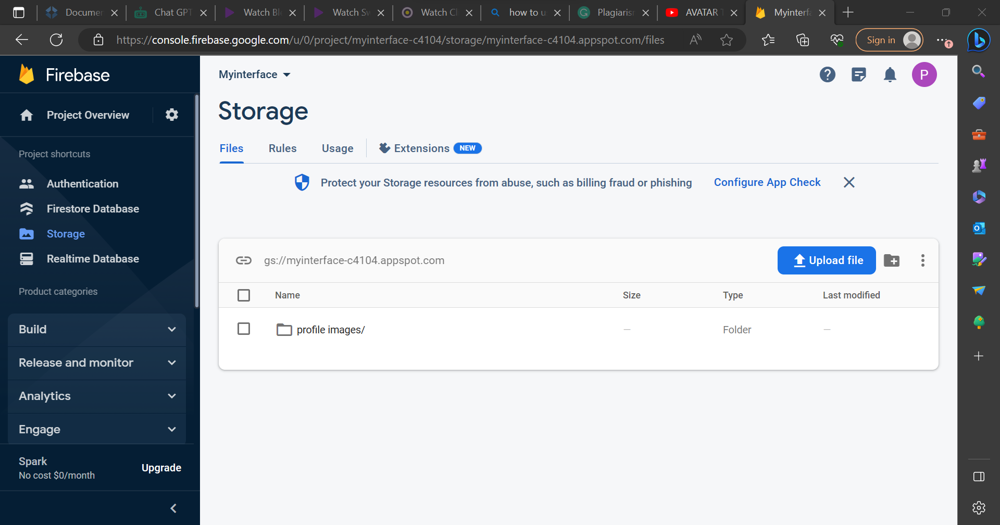 Documen
Chat GPT
Watch Bl
Watch Sw
Watch Cl
how to u
Plagiarism
AVATAR T
Myinterfa
https://console.firebase.google.com/u/0/project/myinterface-c4104/storage/myinterface-c4104.appspot.com/files
Sign in
Firebase
Project Overview
Project shortcuts
Authentication
Firestore Database
Storage
Realtime Database
Product categories
Build
Release and monitor
Analytics
Engage
Spark
No cost $0/month
Upgrade
Myinterface
P
Storage
Files
Rules
Usage
Extensions
NEW
Protect your Storage resources from abuse, such as billing fraud or phishing
Configure App Check
gs://myinterface-c4104.appspot.com
Upload file
Name
Size
Type
Last modified
profile images/
—
Folder
—